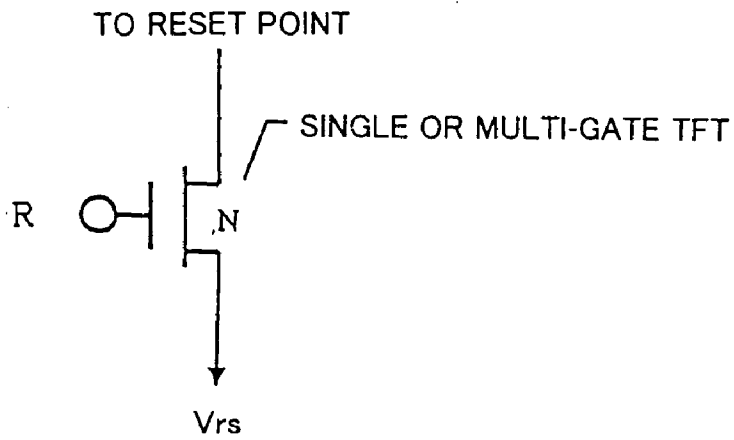 TO RESET POINT
SINGLE OR MULTI-GATE TFT
R
N
Vrs